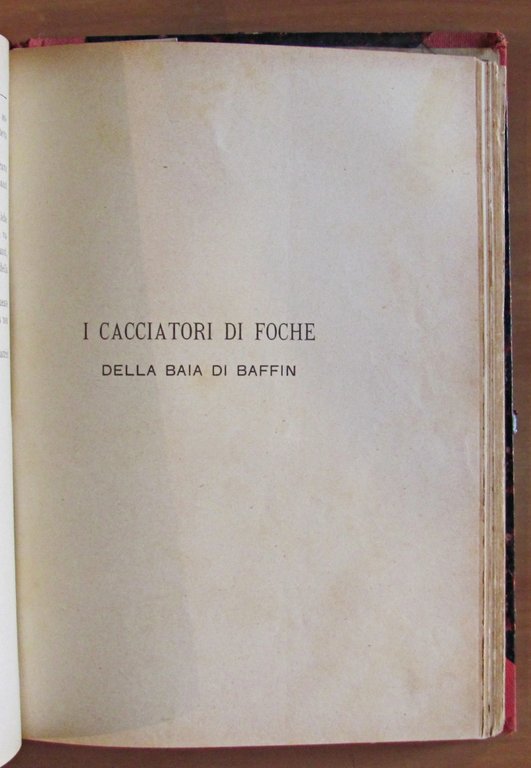 I CACCIATORI DI FOCHE
DELLA BAIA DI BAFFIN